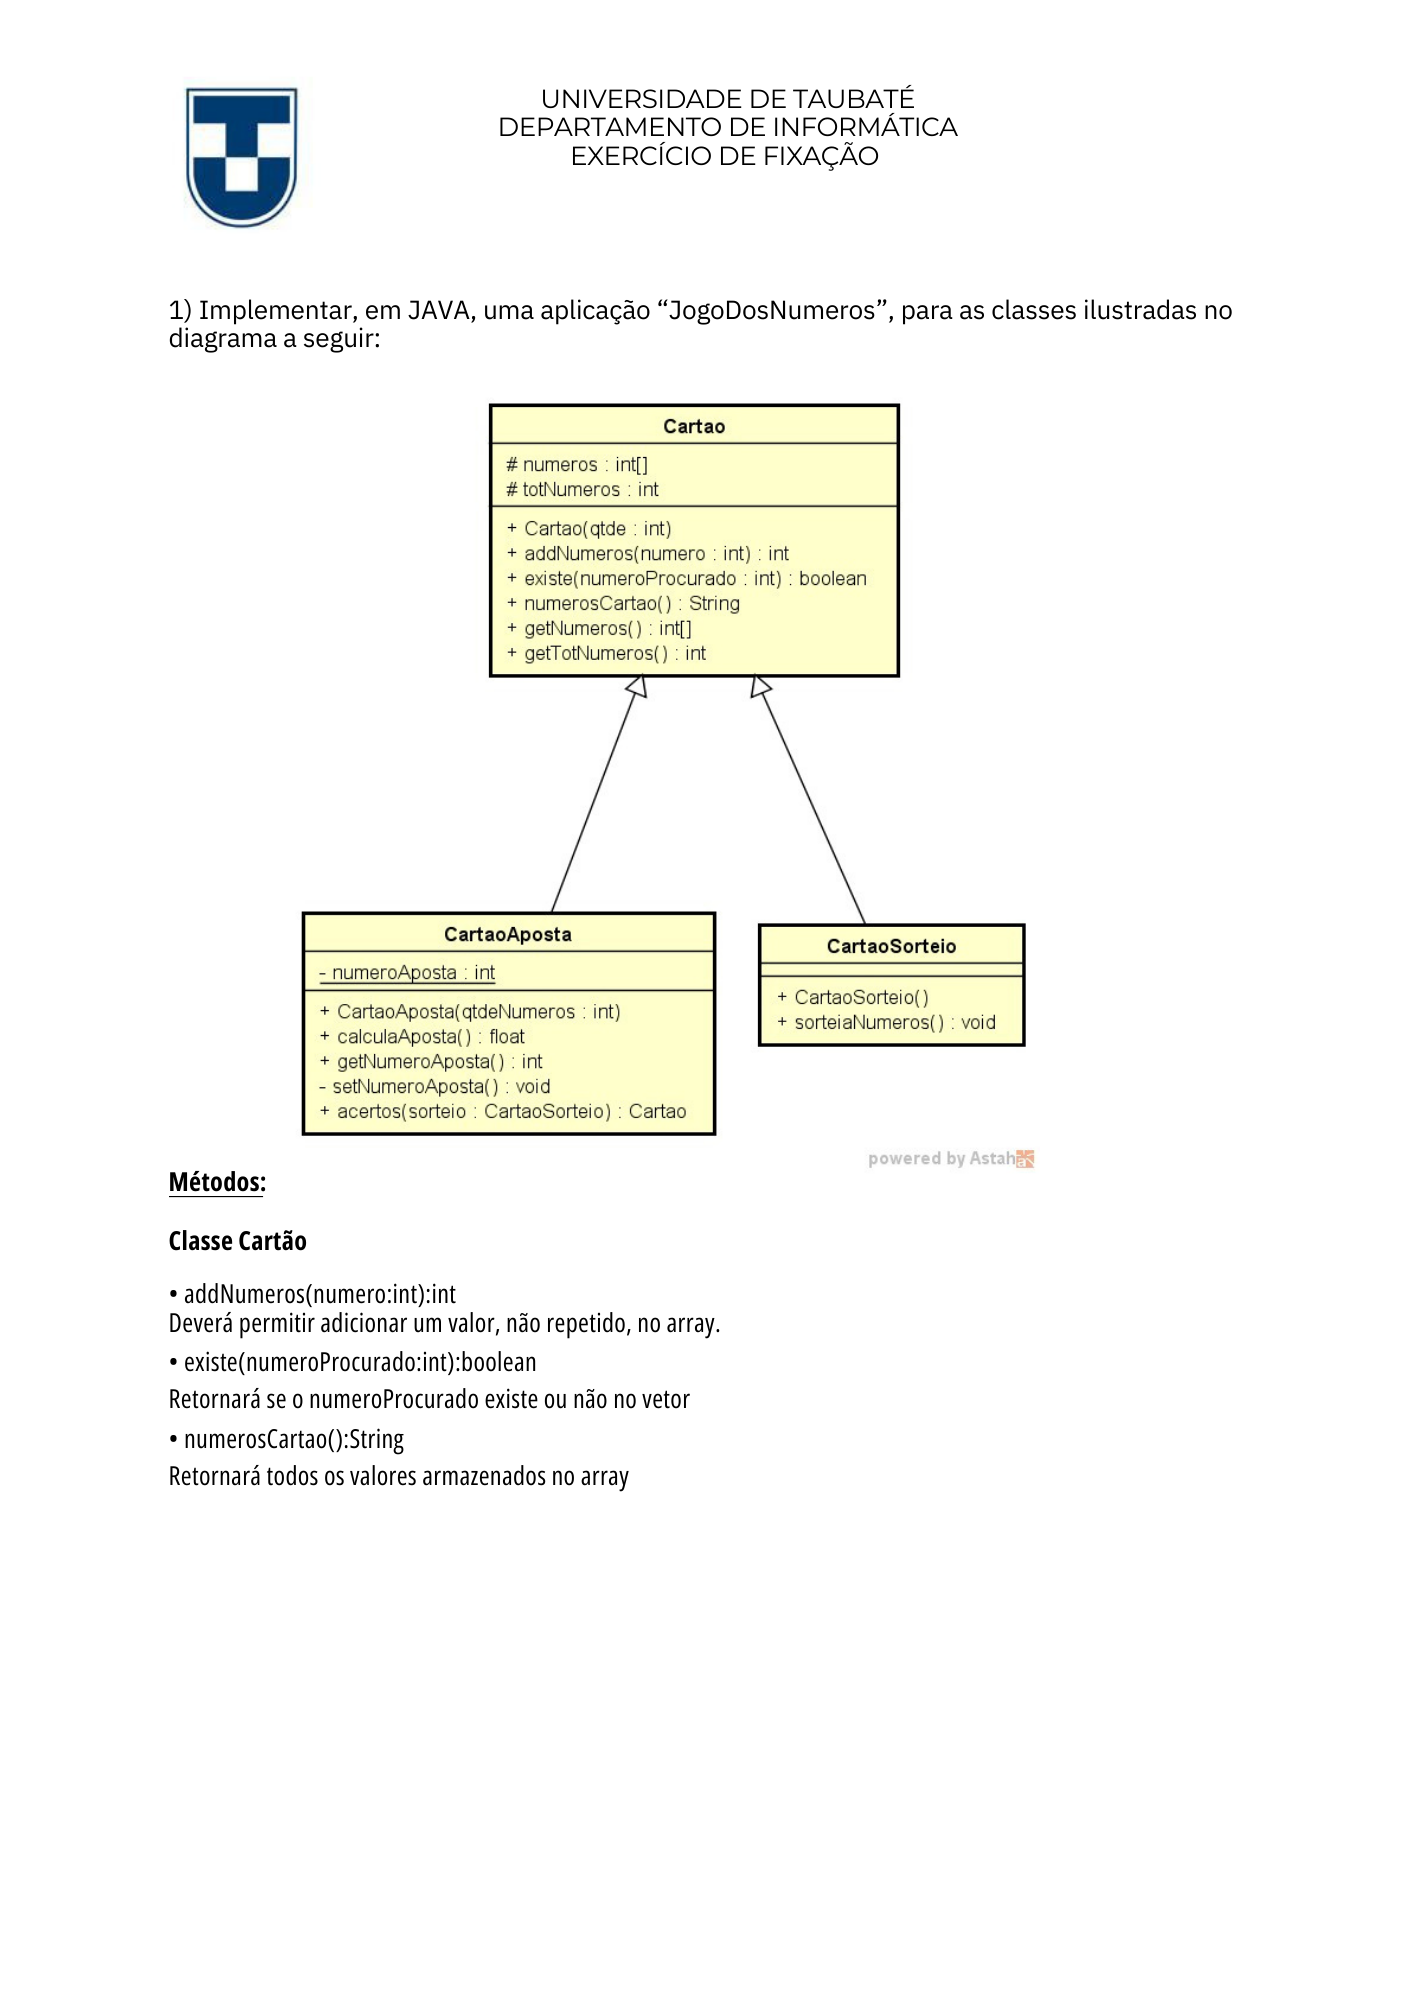 UNIVERSIDADE DE TAUBATÉ
DEPARTAMENTO DE INFORMÁTICA
EXERCÍCIO DE FIXAÇÃO
1) Implementar, em JAVA, uma aplicação “JogoDosNumeros”, para as classes ilustradas no
diagrama a seguir:
Cartao
# numeros : int[]
# totNumeros : int
+ Cartao(qtde : int)
+ addNumeros(numero : int) : int
+ existe(numeroProcurado : int) : boolean
+ numerosCartao() : String
+ getNumeros() : int[]
+ getTotNumeros() : int
CartaoAposta
- numeroAposta : int
+ CartaoAposta(qtdeNumeros : int)
+ calculaAposta() : float
+ getNumeroAposta() : int
- setNumeroAposta() : void
+ acertos(sorteio : CartaoSorteio) : Cartao
CartaoSorteio
+ CartaoSorteio()
+ sorteiaNumeros() : void
powered by Astah
Métodos:
Classe Cartão
• addNumeros(numero:int):int
Deverá permitir adicionar um valor, não repetido, no array.
• existe(numeroProcurado:int):boolean
Retornará se o numeroProcurado existe ou não no vetor
• numerosCartao():String
Retornará todos os valores armazenados no array